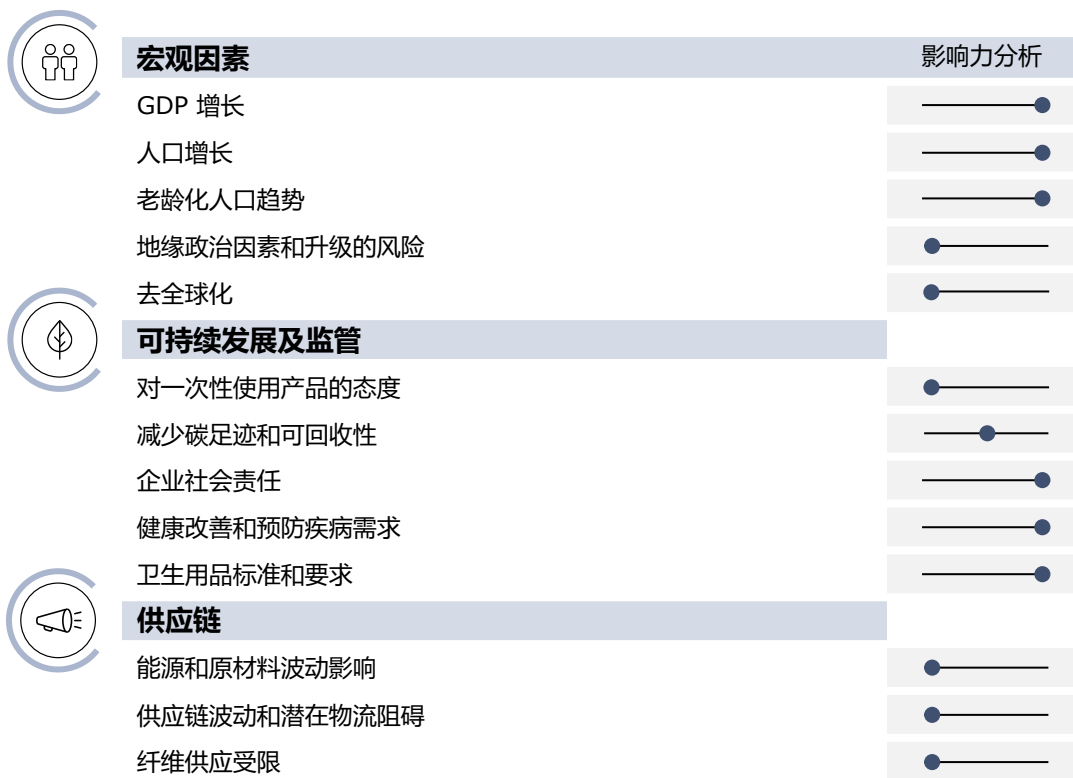 宏观因素 影响力分析
GDP 增长
人口增长
老龄化人口趋势
地缘政治因素和升级的风险
去全球化
可持续发展及监管
对一次性使用产品的态度
减少碳足迹和可回收性
企业社会责任
健康改善和预防疾病需求
卫生用品标准和要求
供应链
能源和原材料波动影响
供应链波动和潜在物流阻碍
纤维供应受限